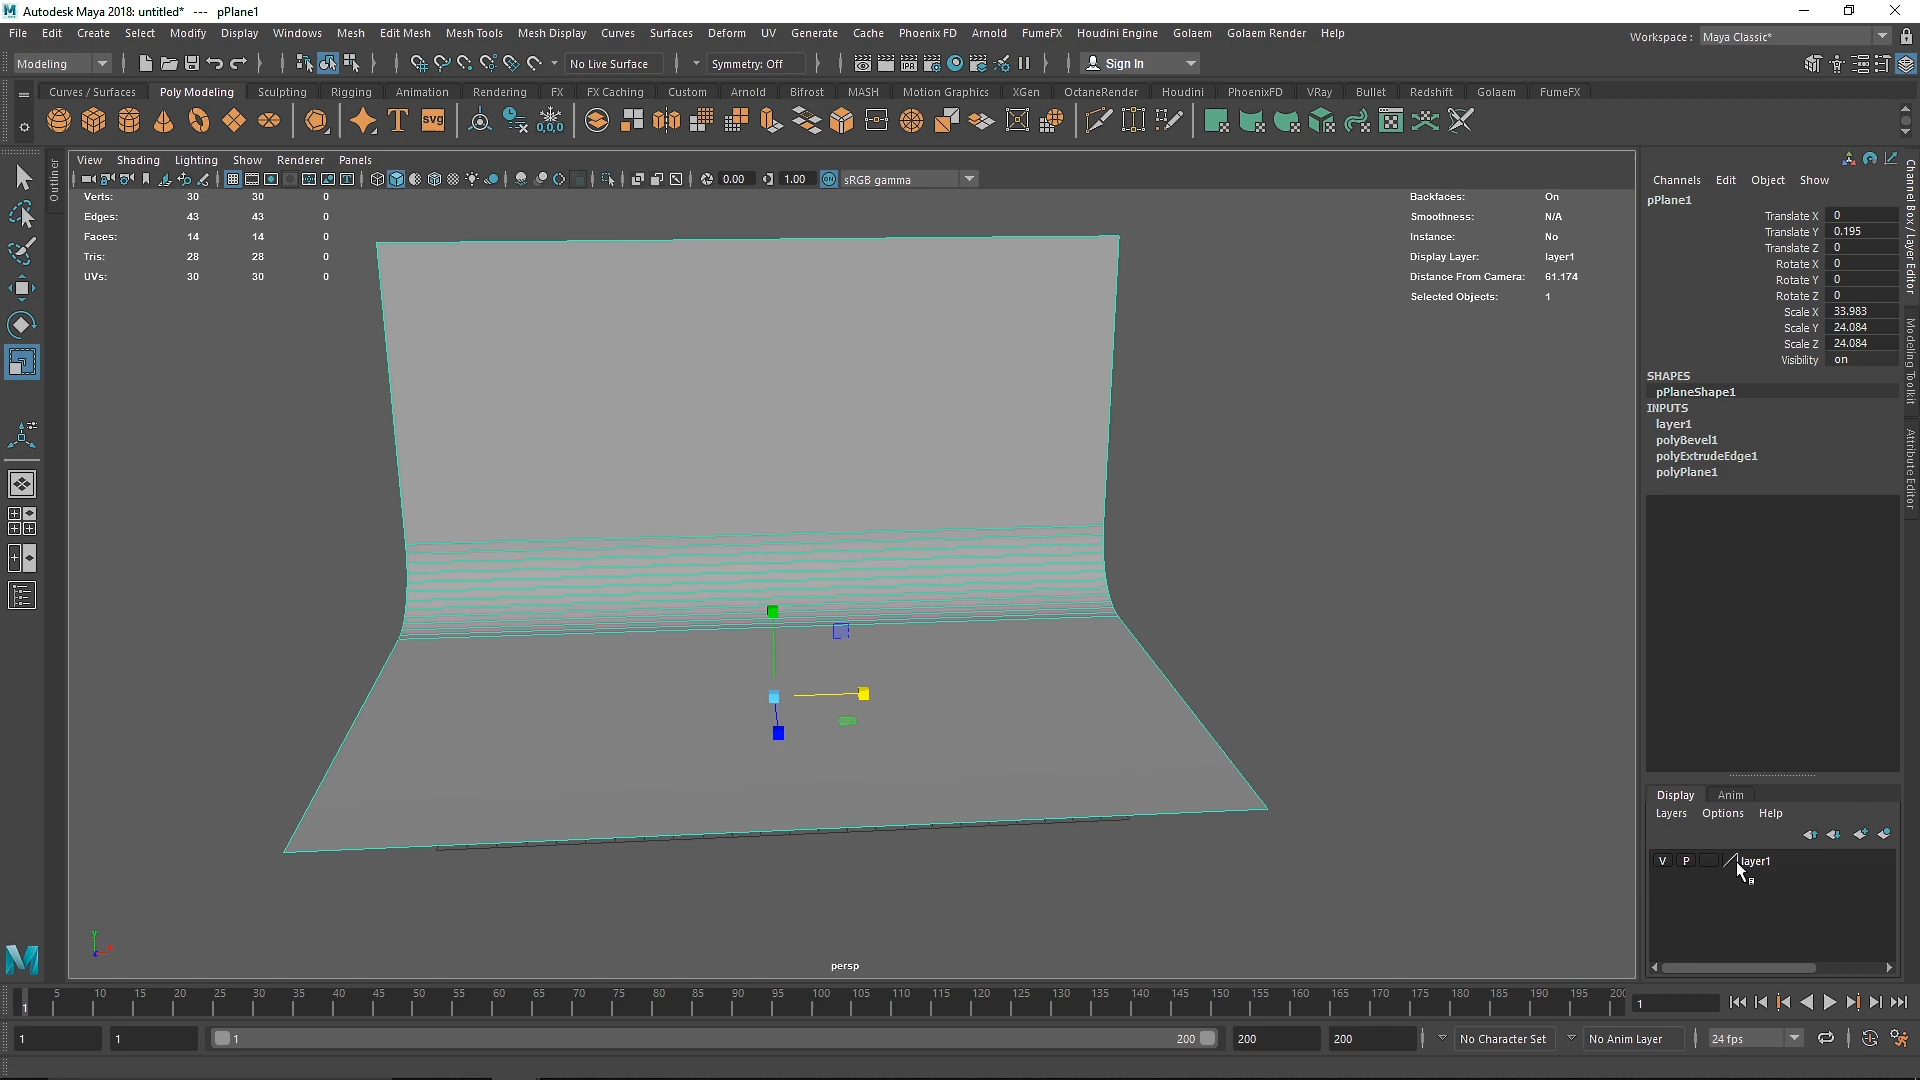 Autodesk Maya 2018: untitled* --- pPlane1
File Edit Create Select Modify Display Windows Mesh Edit Mesh Mesh Tools Mesh Display Curves Surfaces Deform UV Generate Cache Phoenix FD Arnold FumeFX Houdini Engine Golaem Golaem Render Help
Workspace : Maya Classic*
Modeling No Live Surface Symmetry: Off Sign In
Curves / Surfaces Poly Modeling Sculpting Rigging Animation Rendering FX FX Caching Custom Arnold Bifrost MASH Motion Graphics XGen OctaneRender Houdini PhoenixFD VRay Bullet Redshift Golaem FumeFX
View Shading Lighting Show Renderer Panels
0.00 1.00 sRGB gamma
Outliner
Verts: 30 30 0
Edges: 43 43 0
Faces: 14 14 0
Tris: 28 28 0
UVs: 30 30 0
Backfaces: On
Smoothness: N/A
Instance: No
Display Layer: layer1
Distance From Camera: 61.174
Selected Objects: 1
persp
Channels Edit Object Show
pPlane1
Translate X 0
Translate Y 0.195
Translate Z 0
Rotate X 0
Rotate Y 0
Rotate Z 0
Scale X 33.983
Scale Y 24.084
Scale Z 24.084
Visibility on
SHAPES
pPlaneShape1
INPUTS
layer1
polyBevel1
polyExtrudeEdge1
polyPlane1
Channel Box / Layer Editor
Modeling Toolkit
Attribute Editor
Display Anim
Layers Options Help
V P layer1
1 5 10 15 20 25 30 35 40 45 50 55 60 65 70 75 80 85 90 95 100 105 110 115 120 125 130 135 140 145 150 155 160 165 170 175 180 185 190 195 200 1
1 1 1 200 200 200 No Character Set No Anim Layer 24 fps